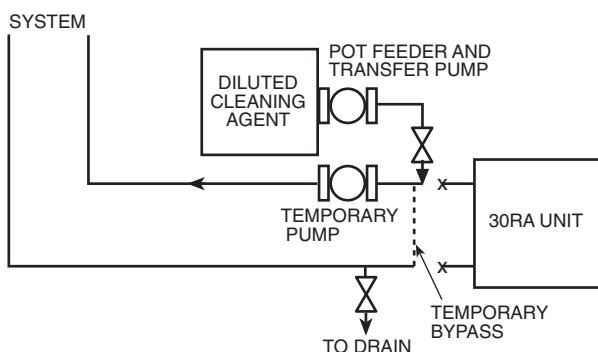 SYSTEM
POT FEEDER AND
TRANSFER PUMP
DILUTED
CLEANING
AGENT
X
30RA UNIT
TEMPORARY
PUMP
X
TEMPORARY
BYPASS
TO DRAIN